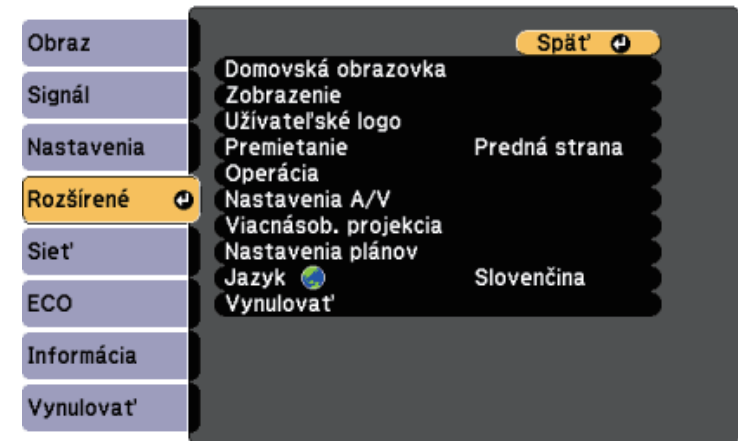 Obraz
Signál
Nastavenia
Rozšírené
Sieť
ECO
Informácia
Vynulovať
Späť
Domovská obrazovka
Zobrazenie
Užívateľské logo
Premietanie Predná strana
Operácia
Nastavenia A/V
Viacnásob. projekcia
Nastavenia plánov
Jazyk Slovenčina
Vynulovať